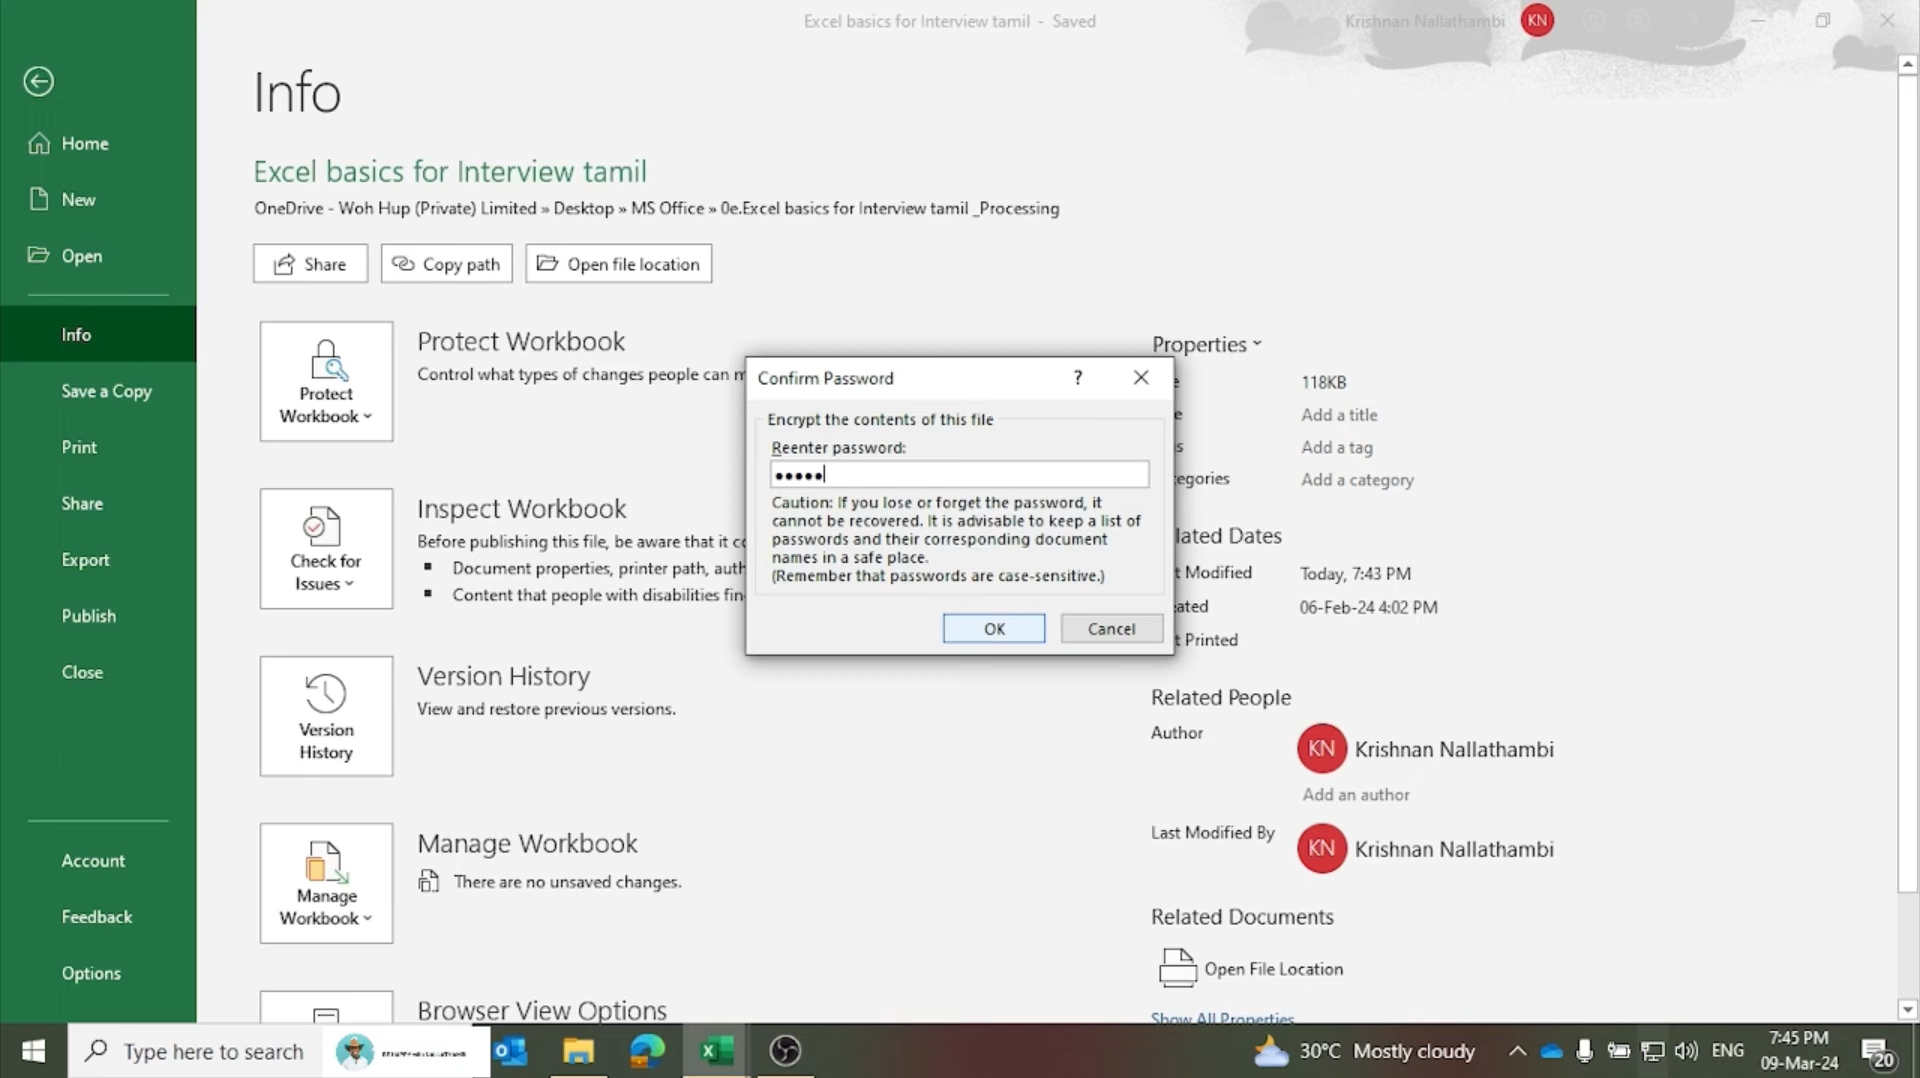 Excel basics for Interview tamil - Saved
Krishnan Nallathambi KN
Home
New
Open
Info
Save a Copy
Print
Share
Export
Publish
Close
Account
Feedback
Options
Info
Excel basics for Interview tamil
OneDrive - Woh Hup (Private) Limited » Desktop » MS Office » 0e.Excel basics for Interview tamil _Processing
Share
Copy path
Open file location
Protect Workbook
Protect Workbook
Control what types of changes people can m
Check for Issues
Inspect Workbook
Before publishing this file, be aware that it co
Document properties, printer path, auth
Content that people with disabilities fin
Version History
Version History
View and restore previous versions.
Manage Workbook
Manage Workbook
There are no unsaved changes.
Browser View Options
Confirm Password ?
Encrypt the contents of this file
Reenter password:
•••••
Caution: If you lose or forget the password, it
cannot be recovered. It is advisable to keep a list of
passwords and their corresponding document
names in a safe place.
(Remember that passwords are case-sensitive.)
OK
Cancel
Properties
e 118KB
e Add a title
s Add a tag
egories Add a category
lated Dates
t Modified Today, 7:43 PM
ated 06-Feb-24 4:02 PM
t Printed
Related People
Author KN Krishnan Nallathambi
Add an author
Last Modified By KN Krishnan Nallathambi
Related Documents
Open File Location
Show All Properties
Type here to search
30°C Mostly cloudy
ENG
7:45 PM
09-Mar-24
20